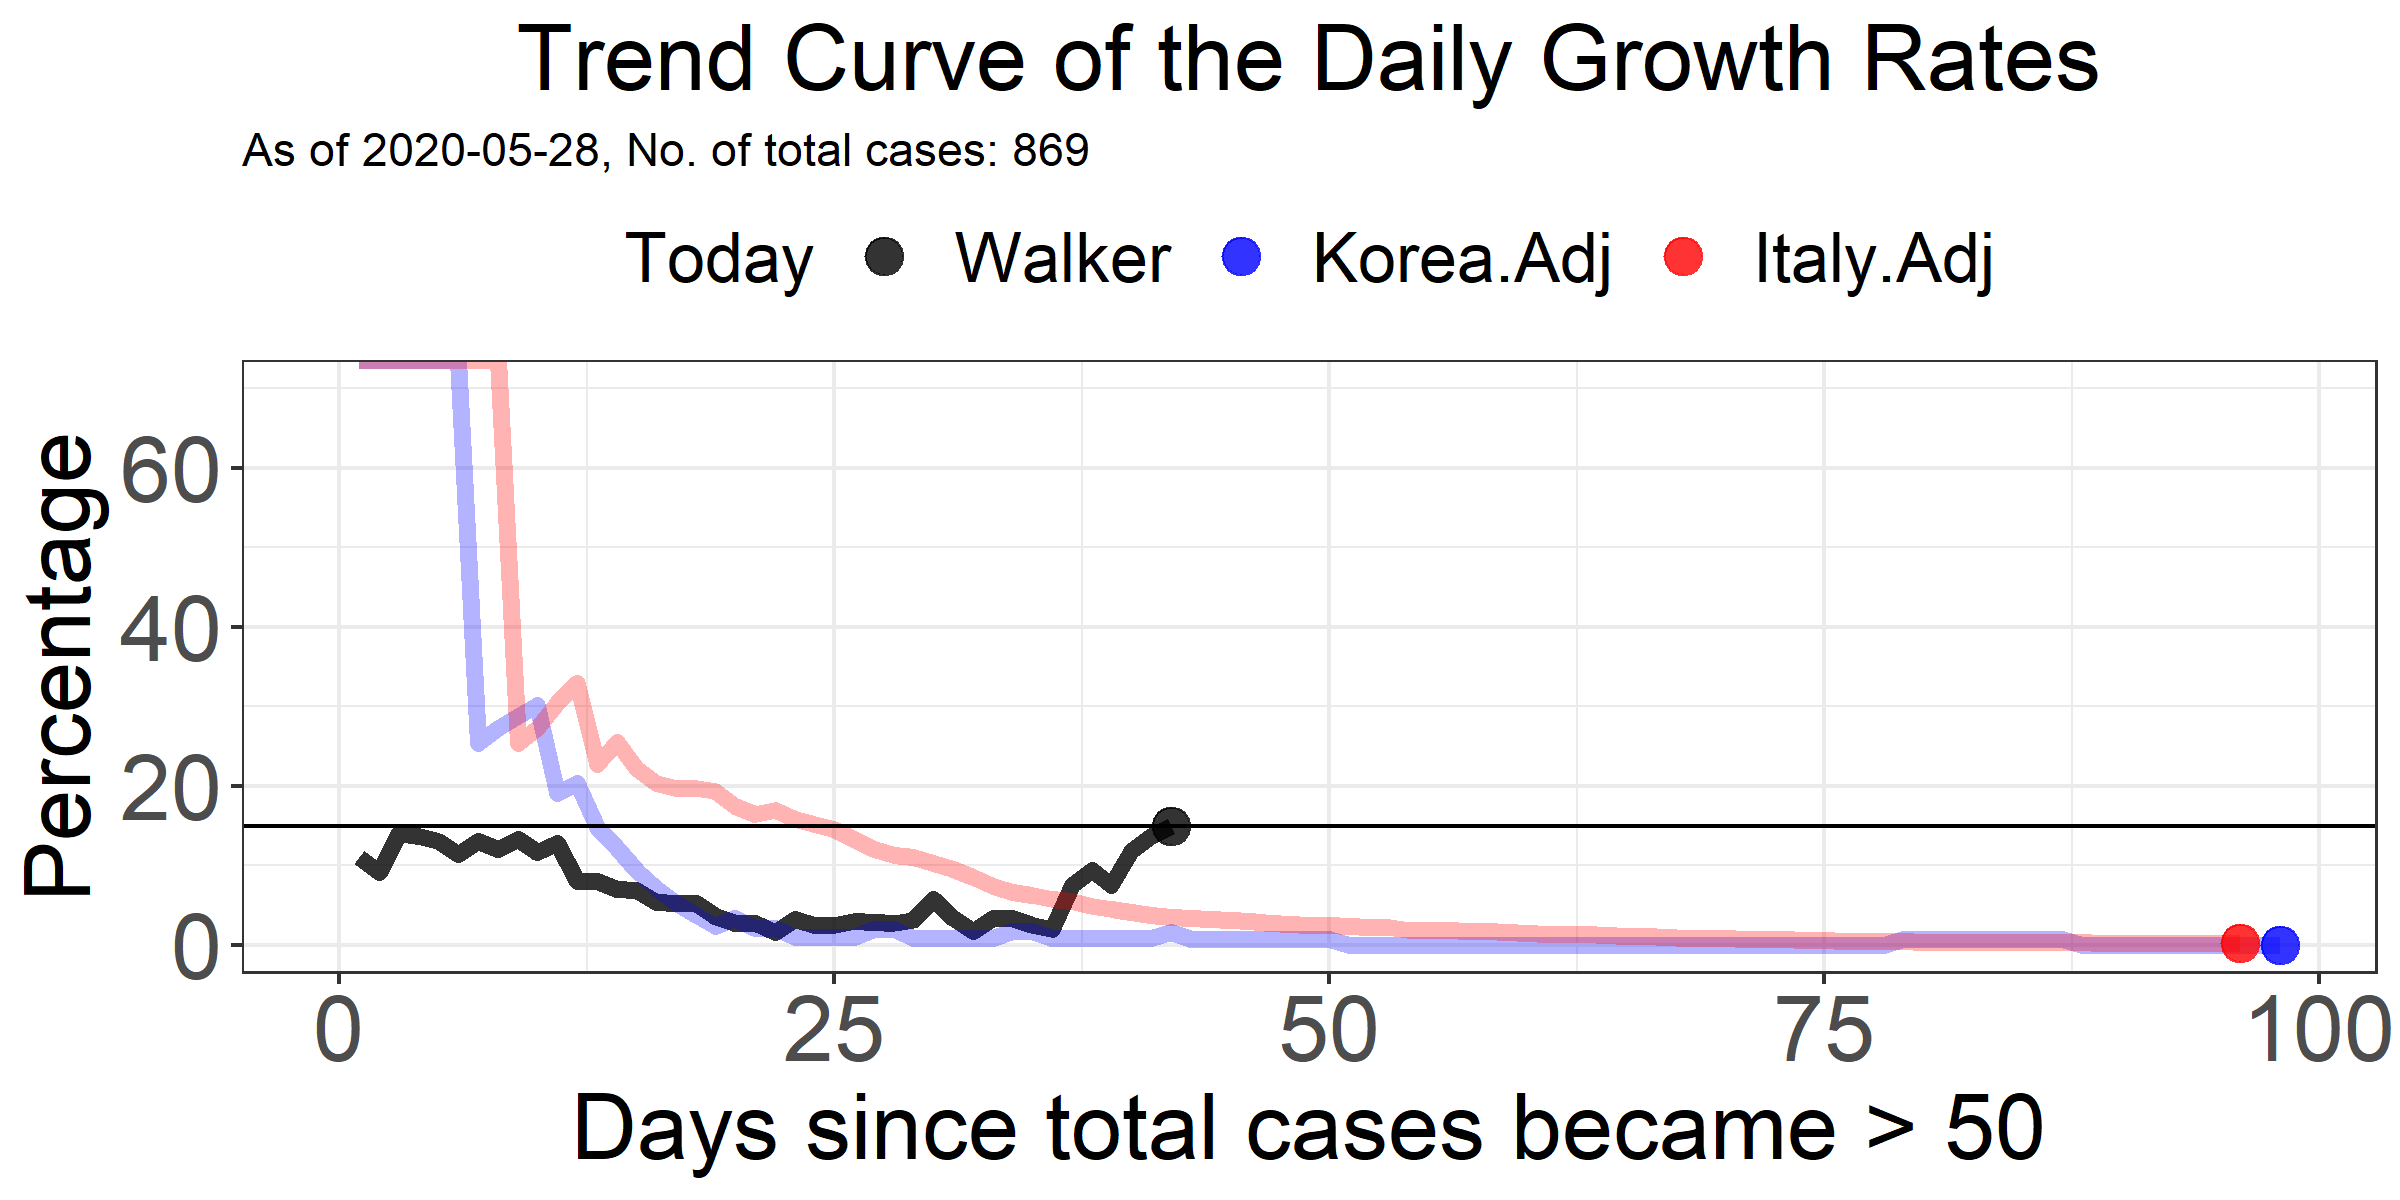 Trend Curve of the Daily Growth Rates
As of 2020-05-28, No. of total cases: 869
Today Walker Korea.Adj Italy.Adj
Percentage
60
40
20
0
0 25 50 75 100
Days since total cases became > 50